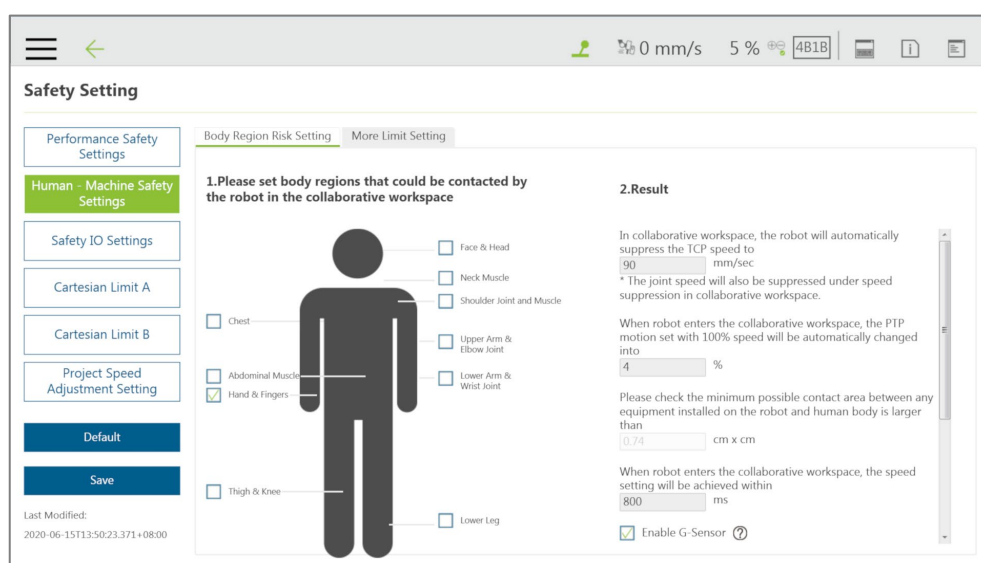 0 mm/s 5 % 4B1B
Safety Setting
Performance Safety
Settings
Human - Machine Safety
Settings
Safety IO Settings
Cartesian Limit A
Cartesian Limit B
Project Speed
Adjustment Setting
Default
Save
Last Modified:
2020-06-15T13:50:23.371+08:00
Body Region Risk Setting More Limit Setting
1.Please set body regions that could be contacted by
the robot in the collaborative workspace
Face & Head
Neck Muscle
Shoulder Joint and Muscle
Chest
Upper Arm &
Elbow Joint
Abdominal Muscle
Lower Arm &
Wrist Joint
Hand & Fingers
Thigh & Knee
Lower Leg
2.Result
In collaborative workspace, the robot will automatically
suppress the TCP speed to
90 mm/sec
* The joint speed will also be suppressed under speed
suppression in collaborative workspace.
When robot enters the collaborative workspace, the PTP
motion set with 100% speed will be automatically changed
into
4 %
Please check the minimum possible contact area between any
equipment installed on the robot and human body is larger
than
0.74 cm x cm
When robot enters the collaborative workspace, the speed
setting will be achieved within
800 ms
Enable G-Sensor ?